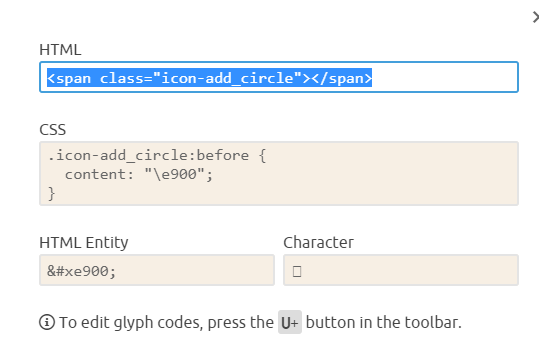 HTML
<span class="icon-add_circle"></span>
CSS
.icon-add_circle:before {
  content: "\e900";
}
HTML Entity Character
&#xe900;
To edit glyph codes, press the U+ button in the toolbar.